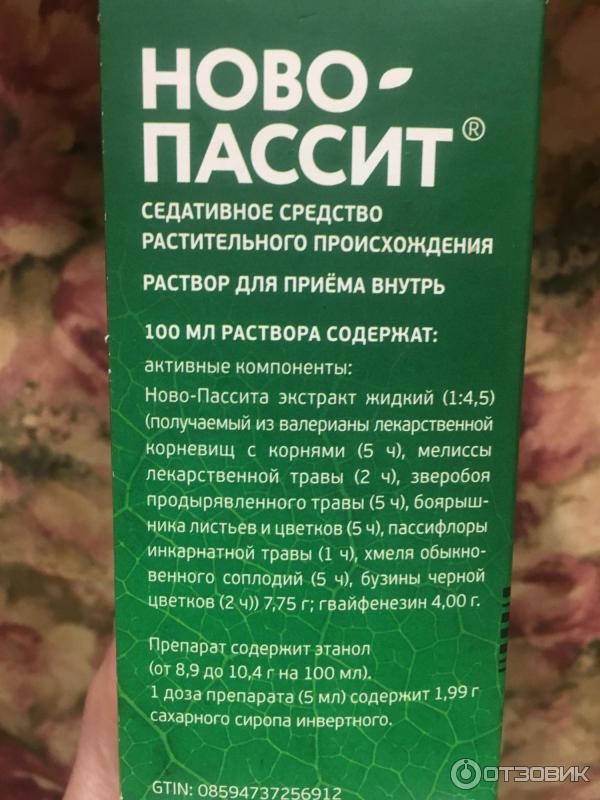 НОВО-
ПАССИТ®
СЕДАТИВНОЕ СРЕДСТВО
РАСТИТЕЛЬНОГО ПРОИСХОЖДЕНИЯ
РАСТВОР ДЛЯ ПРИЁМА ВНУТРЬ
100 МЛ РАСТВОРА СОДЕРЖАТ:
активные компоненты:
Ново-Пассита экстракт жидкий (1:4,5)
(получаемый из валерианы лекарственной
корневищ с корнями (5 ч), мелиссы
лекарственной травы (2 ч), зверобоя
продырявленного травы (5 ч), боярыш-
ника листьев и цветков (5 ч), пассифлоры
инкарнатной травы (1 ч), хмеля обыкно-
венного соплодий (5 ч), бузины черной
цветков (2 ч)) 7,75 г; гвайфенезин 4,00 г.
Препарат содержит этанол
(от 8,9 до 10,4 г на 100 мл).
1 доза препарата (5 мл) содержит 1,99 г
сахарного сиропа инвертного.
GTIN: 08594737256912
ОТЗОВИК